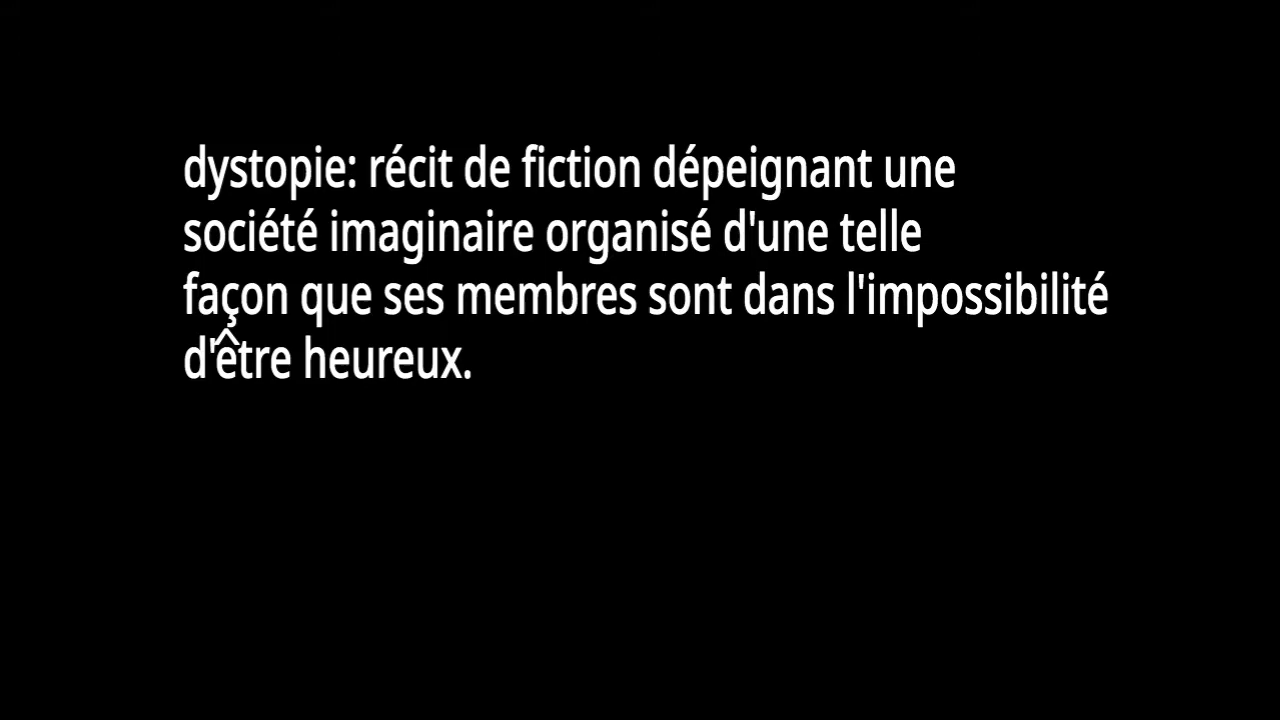 dystopie: récit de fiction dépeignant une
société imaginaire organisé d'une telle
façon que ses membres sont dans l'impossibilité
d'être heureux.